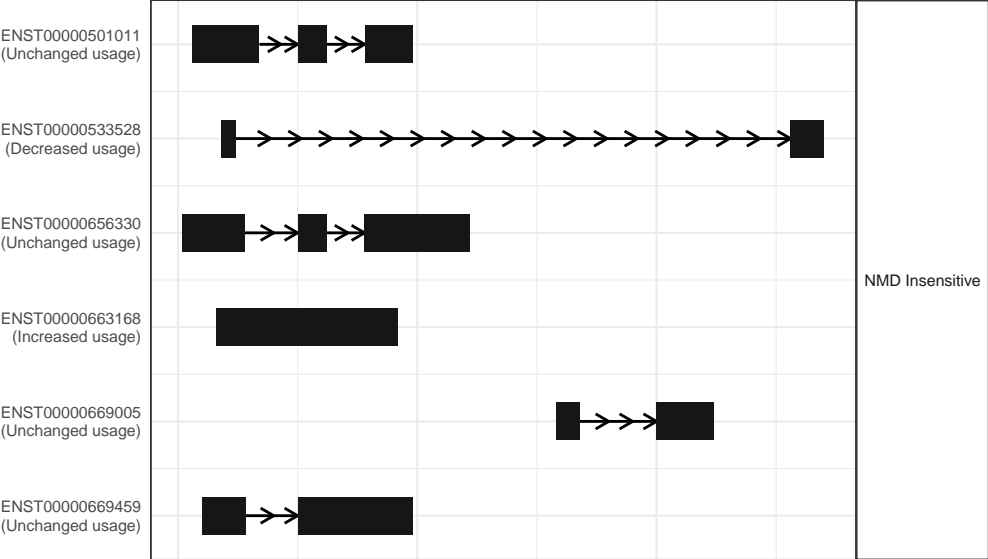 ENST00000501011
(Unchanged usage)
ENST00000533528
(Decreased usage)
ENST00000656330
(Unchanged usage)
NMD Insensitive
ENST00000663168
(Increased usage)
ENST00000669005
(Unchanged usage)
ENST00000669459
(Unchanged usage)